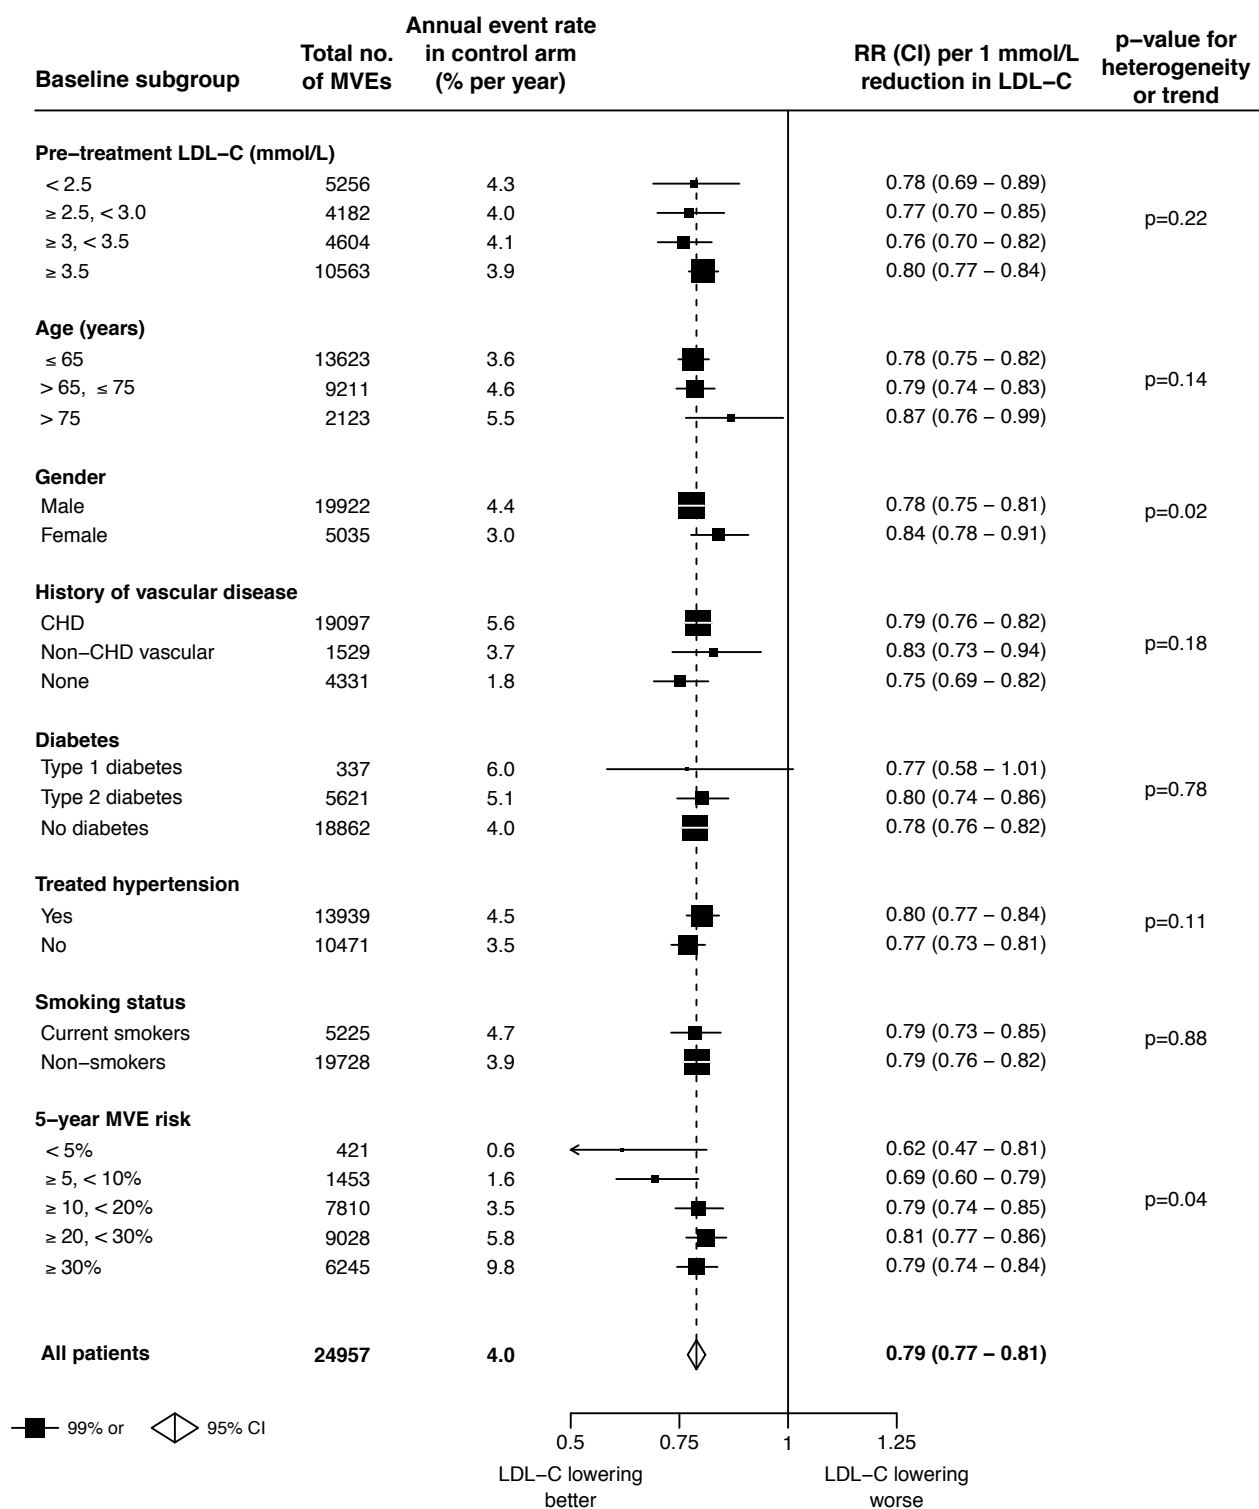 Baseline subgroup Total no. of MVEs Annual event rate in control arm (% per year) RR (CI) per 1 mmol/L reduction in LDL−C p−value for heterogeneity or trend
Pre−treatment LDL−C (mmol/L)
< 2.5 5256 4.3 0.78 (0.69 − 0.89)
≥ 2.5, < 3.0 4182 4.0 0.77 (0.70 − 0.85)
p=0.22
≥ 3, < 3.5 4604 4.1 0.76 (0.70 − 0.82)
≥ 3.5 10563 3.9 0.80 (0.77 − 0.84)
Age (years)
≤ 65 13623 3.6 0.78 (0.75 − 0.82)
p=0.14
> 65, ≤ 75 9211 4.6 0.79 (0.74 − 0.83)
> 75 2123 5.5 0.87 (0.76 − 0.99)
Gender
Male 19922 4.4 0.78 (0.75 − 0.81)
p=0.02
Female 5035 3.0 0.84 (0.78 − 0.91)
History of vascular disease
CHD 19097 5.6 0.79 (0.76 − 0.82)
p=0.18
Non−CHD vascular 1529 3.7 0.83 (0.73 − 0.94)
None 4331 1.8 0.75 (0.69 − 0.82)
Diabetes
Type 1 diabetes 337 6.0 0.77 (0.58 − 1.01)
p=0.78
Type 2 diabetes 5621 5.1 0.80 (0.74 − 0.86)
No diabetes 18862 4.0 0.78 (0.76 − 0.82)
Treated hypertension
Yes 13939 4.5 0.80 (0.77 − 0.84)
p=0.11
No 10471 3.5 0.77 (0.73 − 0.81)
Smoking status
Current smokers 5225 4.7 0.79 (0.73 − 0.85)
p=0.88
Non−smokers 19728 3.9 0.79 (0.76 − 0.82)
5−year MVE risk
< 5% 421 0.6 0.62 (0.47 − 0.81)
≥ 5, < 10% 1453 1.6 0.69 (0.60 − 0.79)
p=0.04
≥ 10, < 20% 7810 3.5 0.79 (0.74 − 0.85)
≥ 20, < 30% 9028 5.8 0.81 (0.77 − 0.86)
≥ 30% 6245 9.8 0.79 (0.74 − 0.84)
All patients 24957 4.0 0.79 (0.77 − 0.81)
99% or 95% CI
0.5 0.75 1 1.25
LDL−C lowering better
LDL−C lowering worse